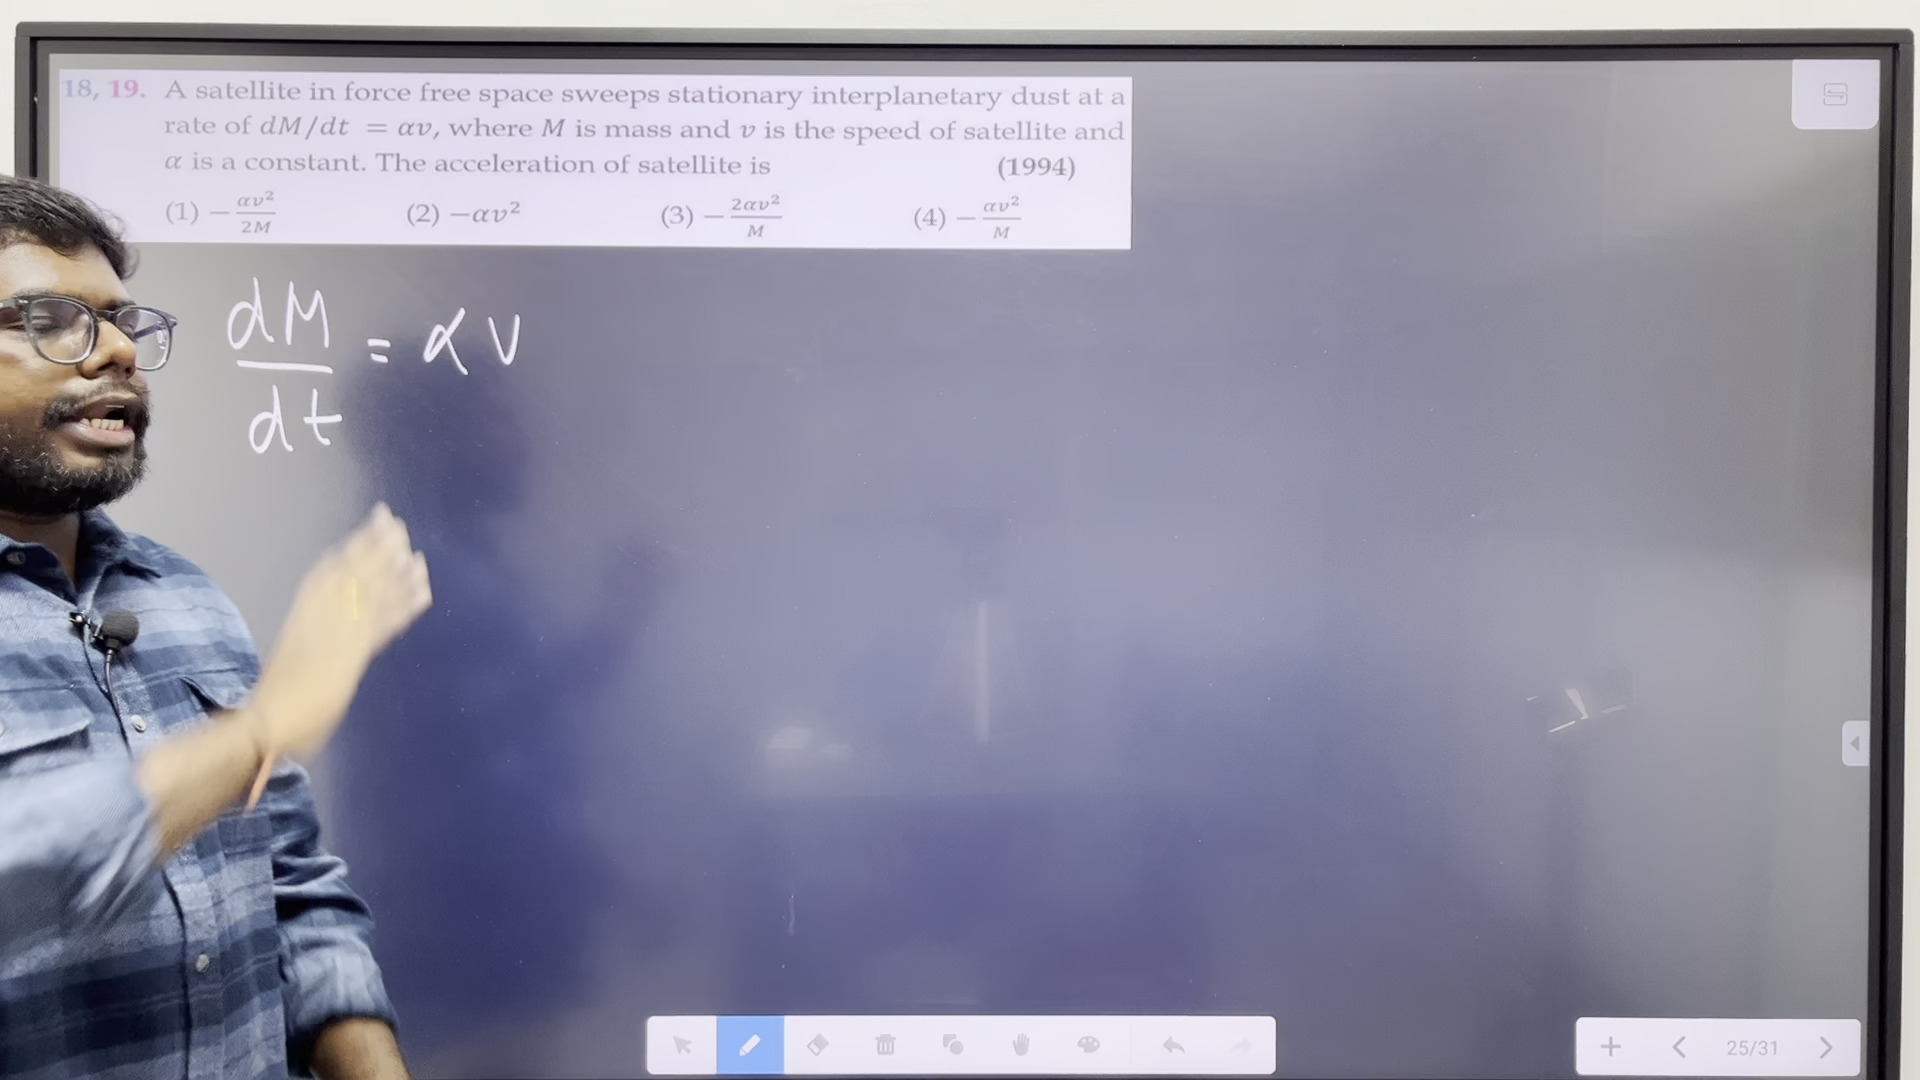 18, 19. A satellite in force free space sweeps stationary interplanetary dust at a
rate of dM/dt = αv, where M is mass and v is the speed of satellite and
α is a constant. The acceleration of satellite is (1994)
(1) −αv²/2M (2) −αv² (3) −2αv²/M (4) −αv²/M
dM/dt = αv
25/31